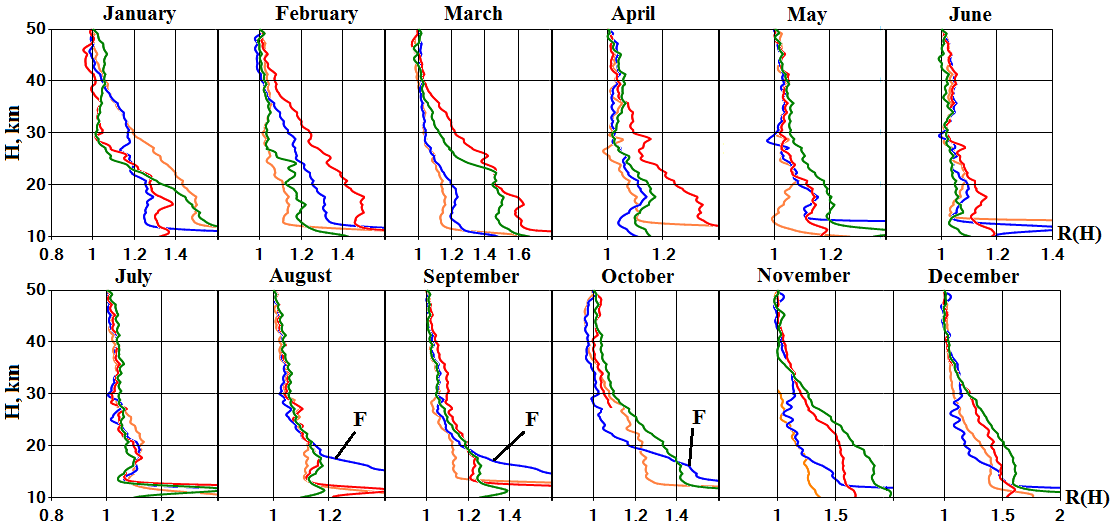 January February March April May June
50
H, km
40
30
20
10
0.8 1 1.2 1.4 1 1.2 1.4 1 1.2 1.4 1.6 1 1.2 1 1.2 1 1.2 1.4
R(H)
July August September October November December
50
H, km
40
30
20
10
F F F
0.8 1 1.2 1 1.2 1 1.2 1.4 1 1.2 1.4 1 1.5 1 1.5 2
R(H)